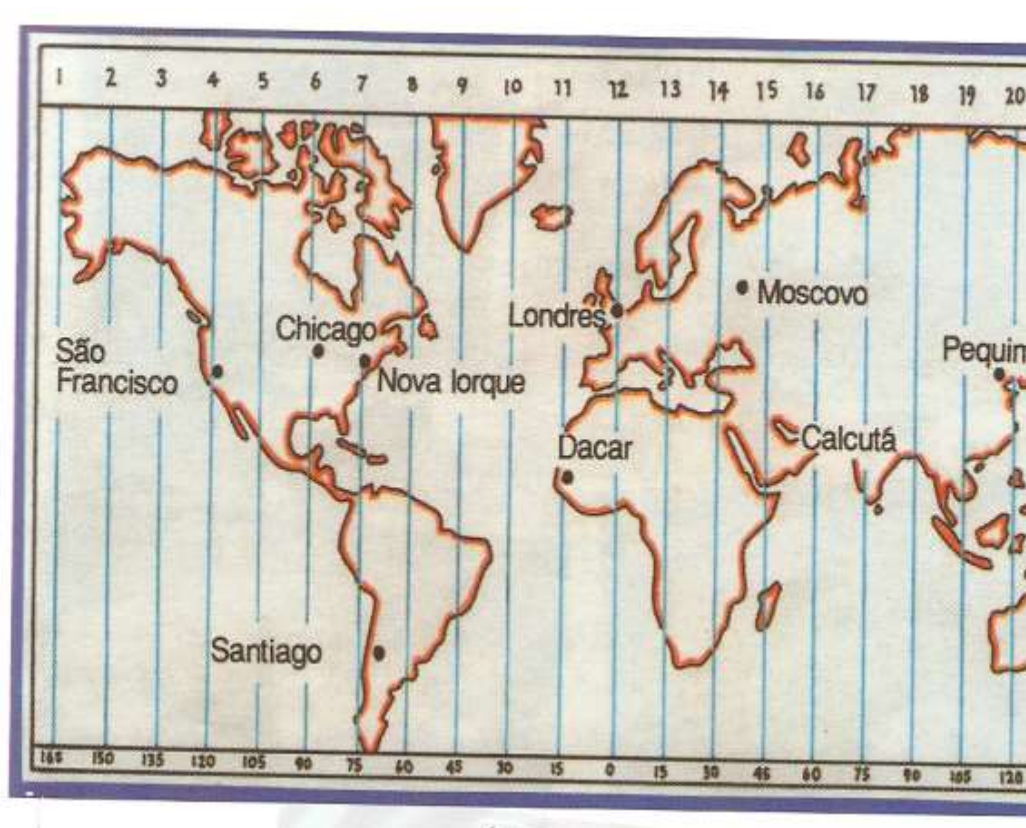 1 2 3 4 5 6 7 8 9 10 11 12 13 14 15 16 17 18 19 20
Moscovo
Londres
Chicago
São
Francisco
Pequim
Nova Iorque
Dacar
Calcutá
Santiago
165 150 135 120 105 90 75 60 45 30 15 0 15 30 45 60 75 90 105 120